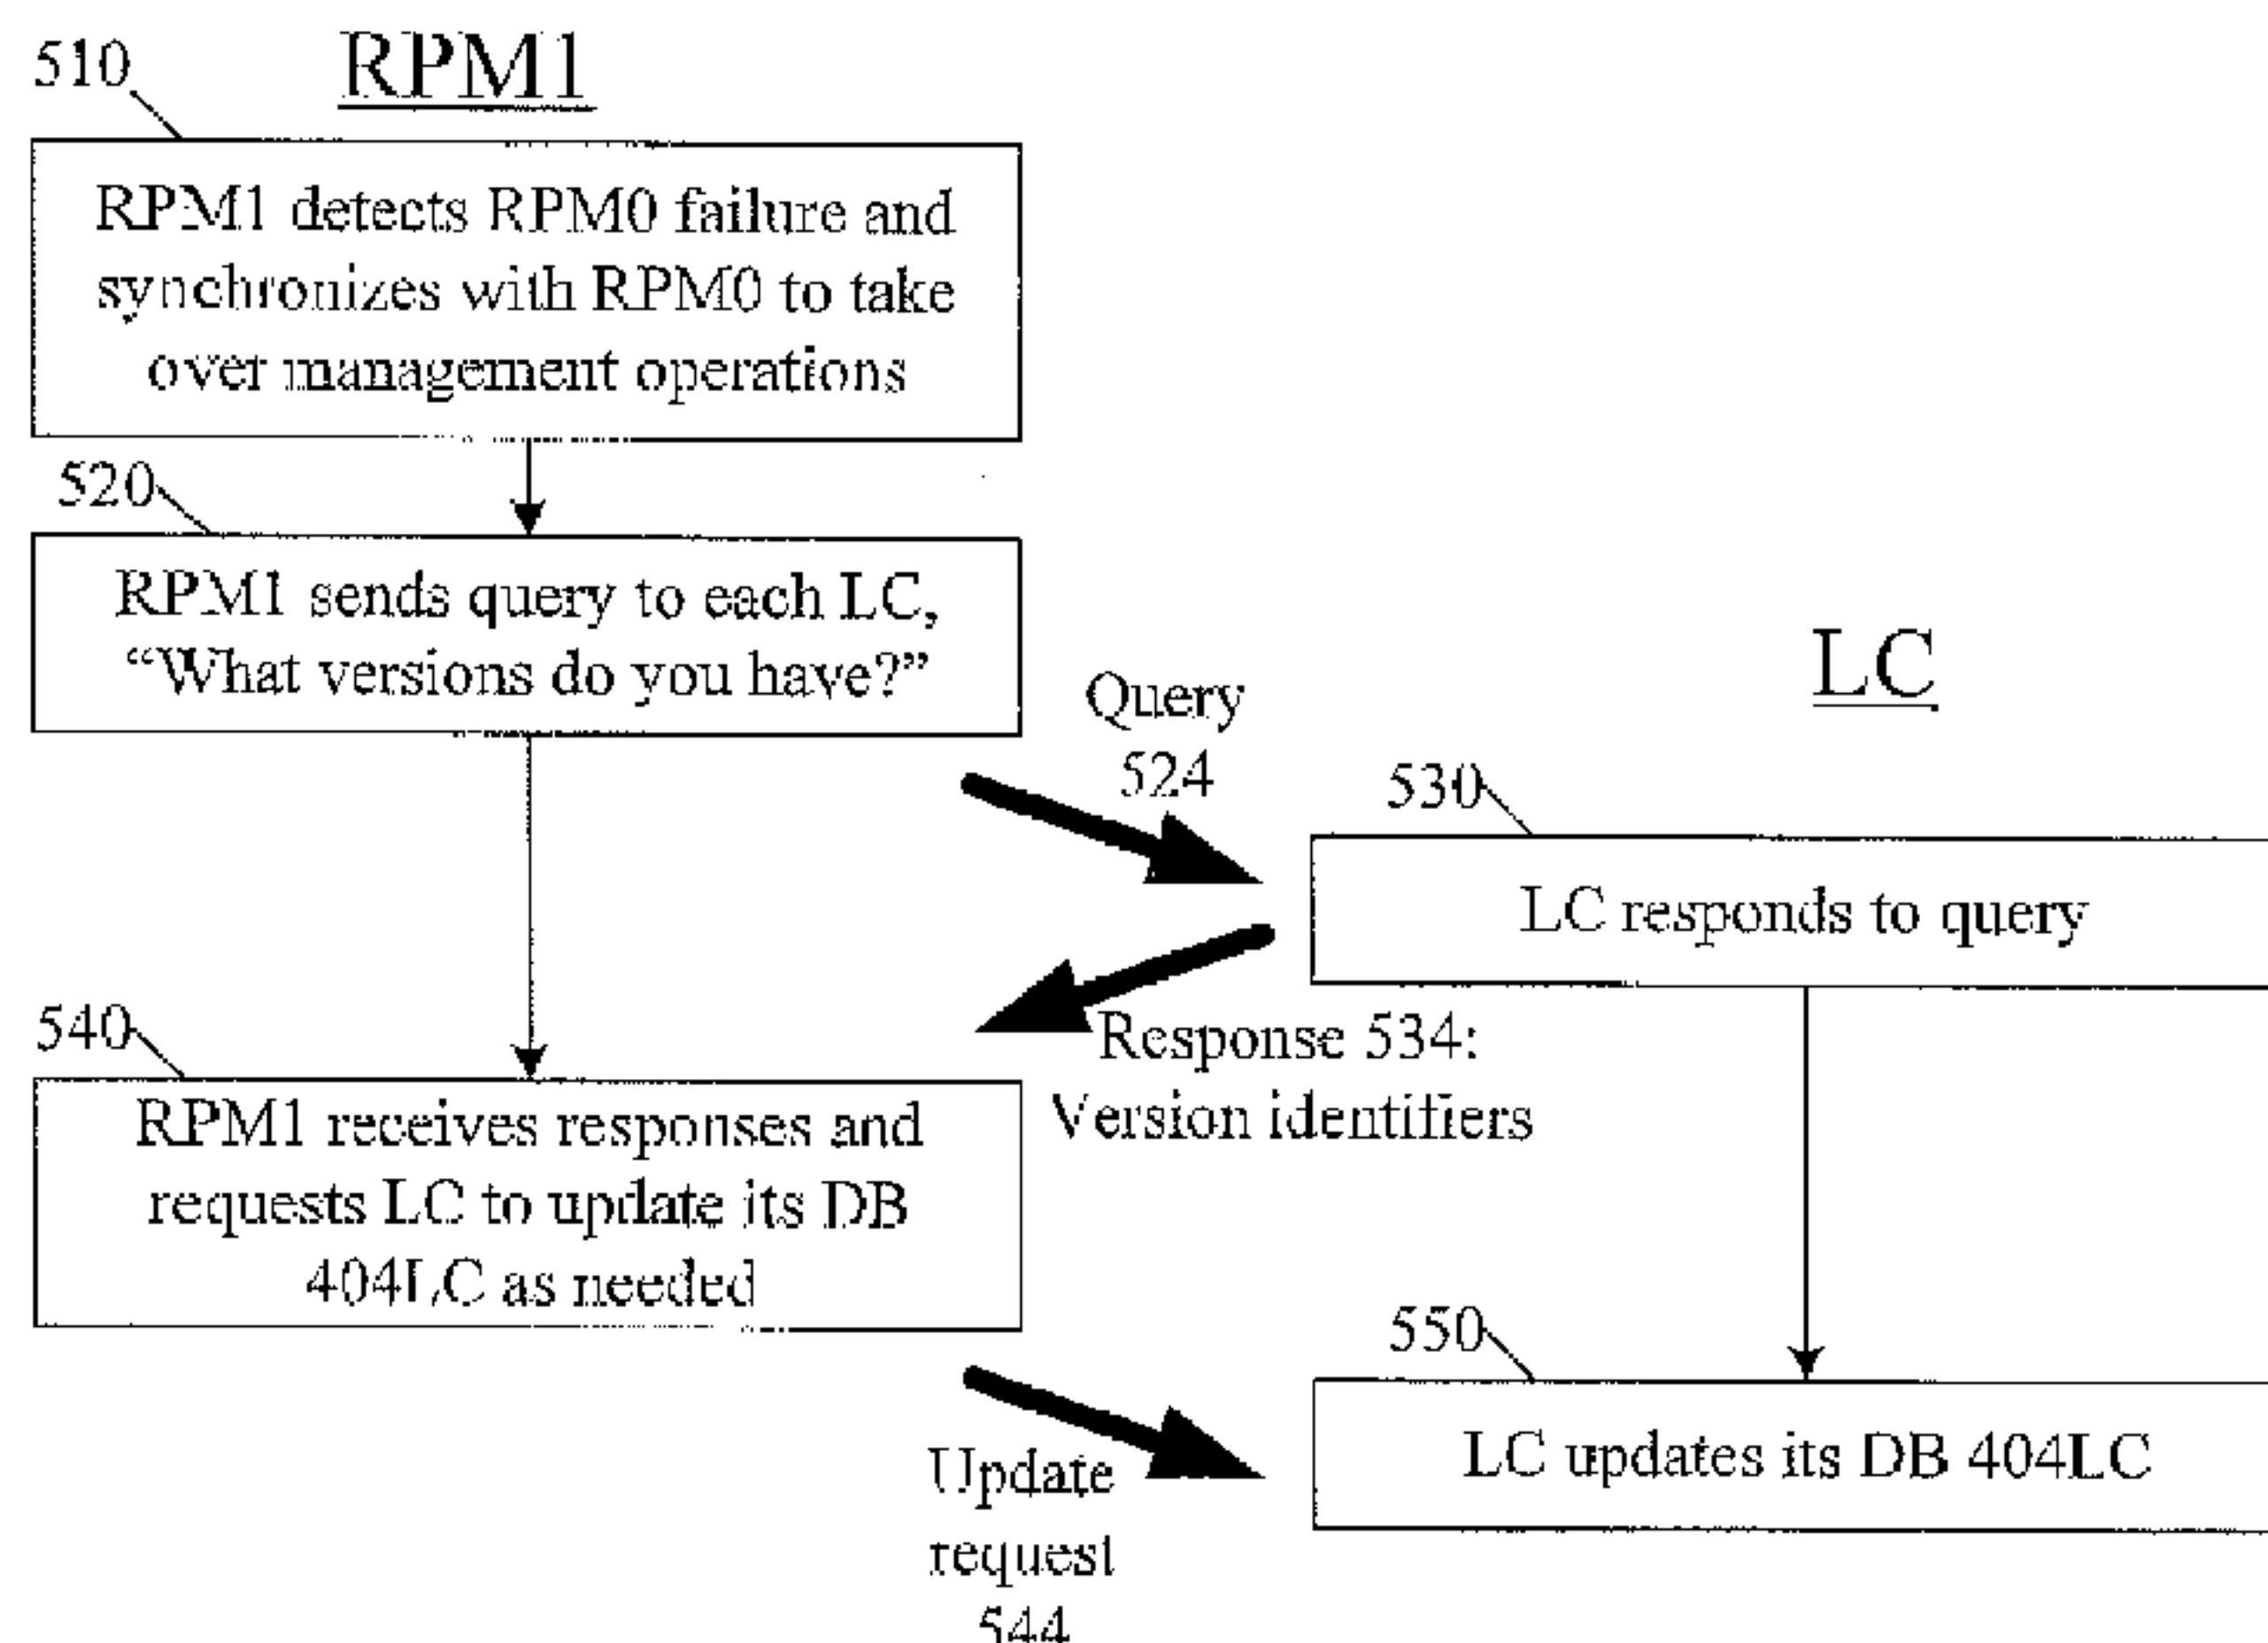 510
RPM1
RPM1 detects RPM0 failure and
synchronizes with RPM0 to take
over management operations
520
RPM1 sends query to each LC,
“What versions do you have?”
Query
524
LC
530
LC responds to query
Response 534:
Version identifiers
540
RPM1 receives responses and
requests LC to update its DB
404LC as needed
Update
request
544
550
LC updates its DB 404LC